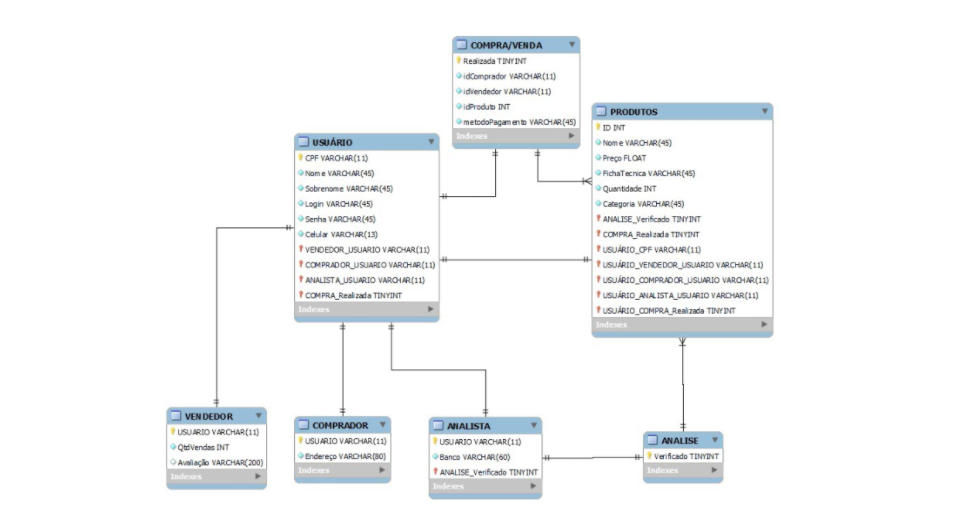 COMPRA/VENDA
Realizada TINYINT
idComprador VARCHAR(11)
idVendedor VARCHAR(11)
idProduto INT
metodoPagamento VARCHAR(45)
Indexes
PRODUTOS
ID INT
Nome VARCHAR(45)
Preço FLOAT
FichaTecnica VARCHAR(45)
Quantidade INT
Categoria VARCHAR(45)
ANALISE_Verificado TINYINT
COMPRA_Realizada TINYINT
USUÁRIO_CPF VARCHAR(11)
USUÁRIO_VENDEDOR_USUARIO VARCHAR(11)
USUÁRIO_COMPRADOR_USUARIO VARCHAR(11)
USUÁRIO_ANALISTA_USUARIO VARCHAR(11)
USUÁRIO_COMPRA_Realizada TINYINT
Indexes
USUÁRIO
CPF VARCHAR(11)
Nome VARCHAR(45)
Sobrenome VARCHAR(45)
Login VARCHAR(45)
Senha VARCHAR(45)
Celular VARCHAR(13)
VENDEDOR_USUARIO VARCHAR(11)
COMPRADOR_USUARIO VARCHAR(11)
ANALISTA_USUARIO VARCHAR(11)
COMPRA_Realizada TINYINT
Indexes
VENDEDOR
USUARIO VARCHAR(11)
QtdVendas INT
Avaliação VARCHAR(200)
Indexes
COMPRADOR
USUARIO VARCHAR(11)
Endereço VARCHAR(80)
Indexes
ANALISTA
USUARIO VARCHAR(11)
Banco VARCHAR(60)
ANALISE_Verificado TINYINT
Indexes
ANALISE
Verificado TINYINT
Indexes